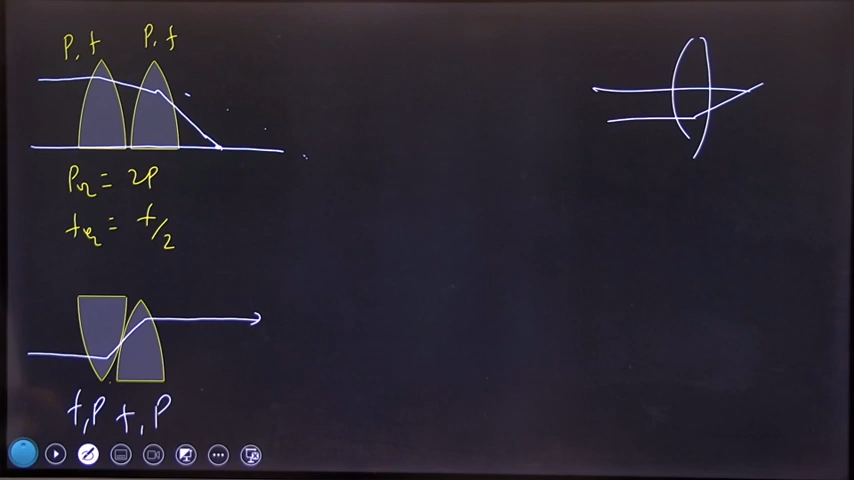 P, f P, f
Peq = 2P
feq = f/2
f, P f, P